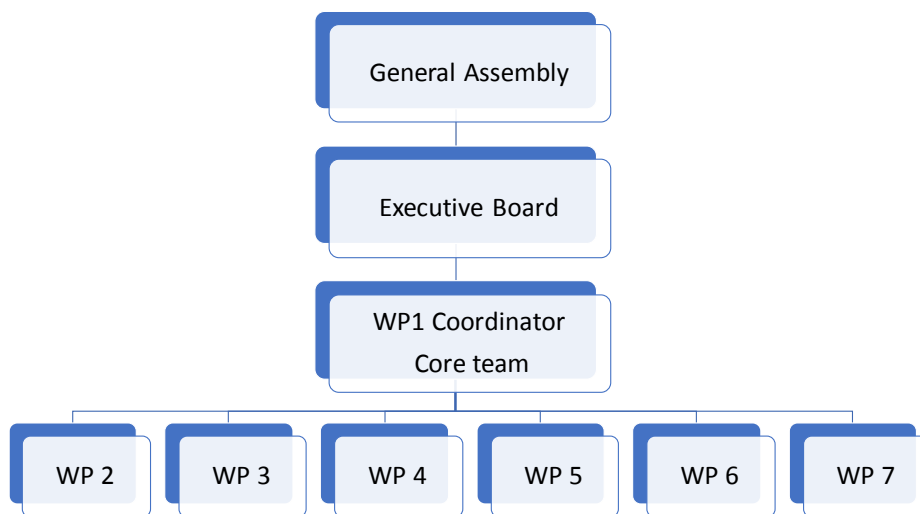 General Assembly
Executive Board
WP1 Coordinator
Core team
WP 2
WP 3
WP 4
WP 5
WP 6
WP 7